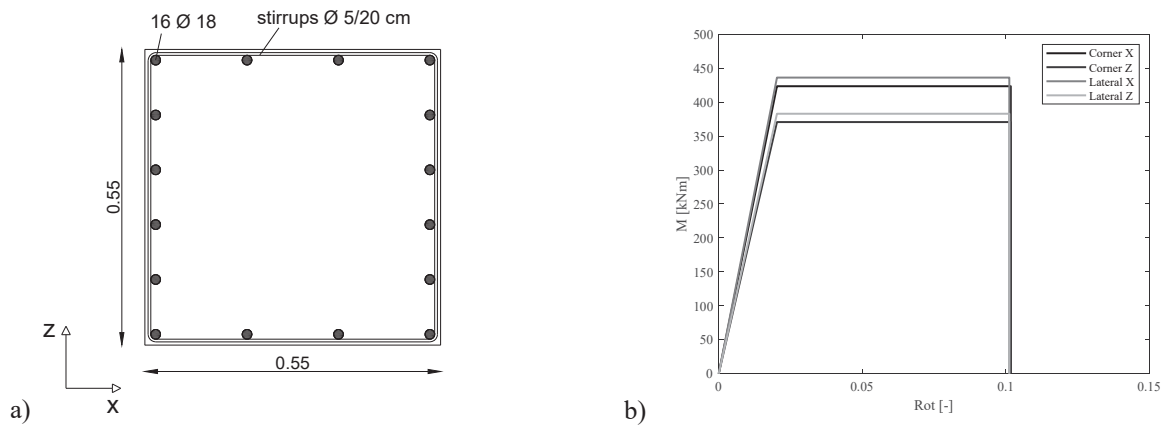 16 Ø 18
stirrups Ø 5/20 cm
0.55
0.55
Z
X
a)
500
450
400
350
300
250
200
150
100
50
0
M [kNm]
0
0.05
0.1
0.15
Rot [-]
Corner X
Corner Z
Lateral X
Lateral Z
b)